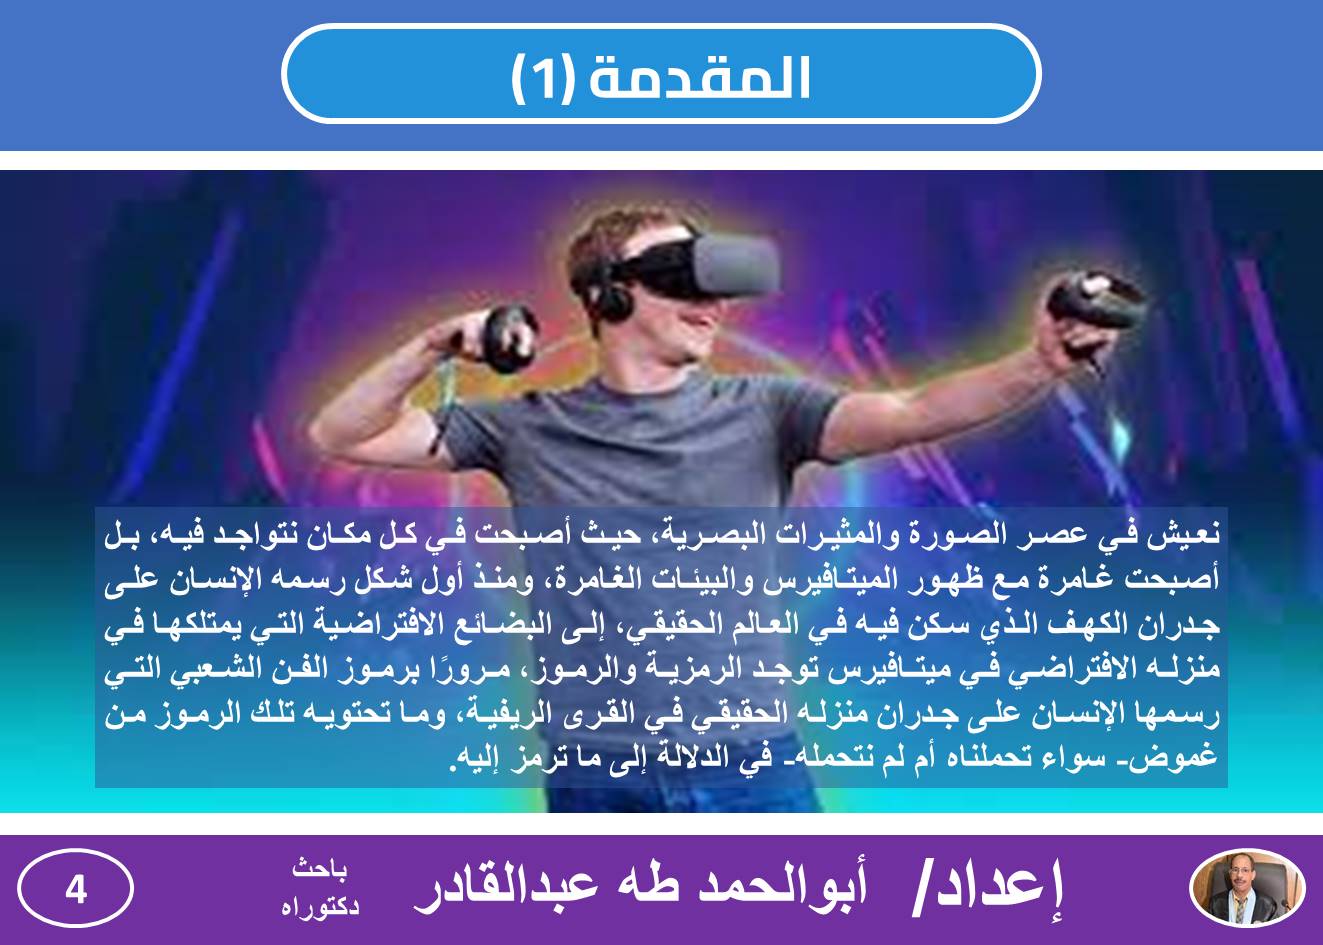 المقدمة (1)
نعيش في عصر الصورة والمثيرات البصرية، حيث أصبحت في كل مكان نتواجد فيه، بل
أصبحت غامرة مع ظهور الميتافيرس والبيئات الغامرة، ومنذ أول شكل رسمه الإنسان على
جدران الكهف الذي سكن فيه في العالم الحقيقي، إلى البضائع الافتراضية التي يمتلكها في
منزله الافتراضي في ميتافيرس توجد الرمزية والرموز، مرورًا برموز الفن الشعبي التي
رسمها الإنسان على جدران منزله الحقيقي في القرى الريفية، وما تحتويه تلك الرموز من
غموض- سواء تحملناه أم لم نتحمله- في الدلالة إلى ما ترمز إليه.
إعداد/ أبوالحمد طه عبدالقادر
باحث
دكتوراه
4